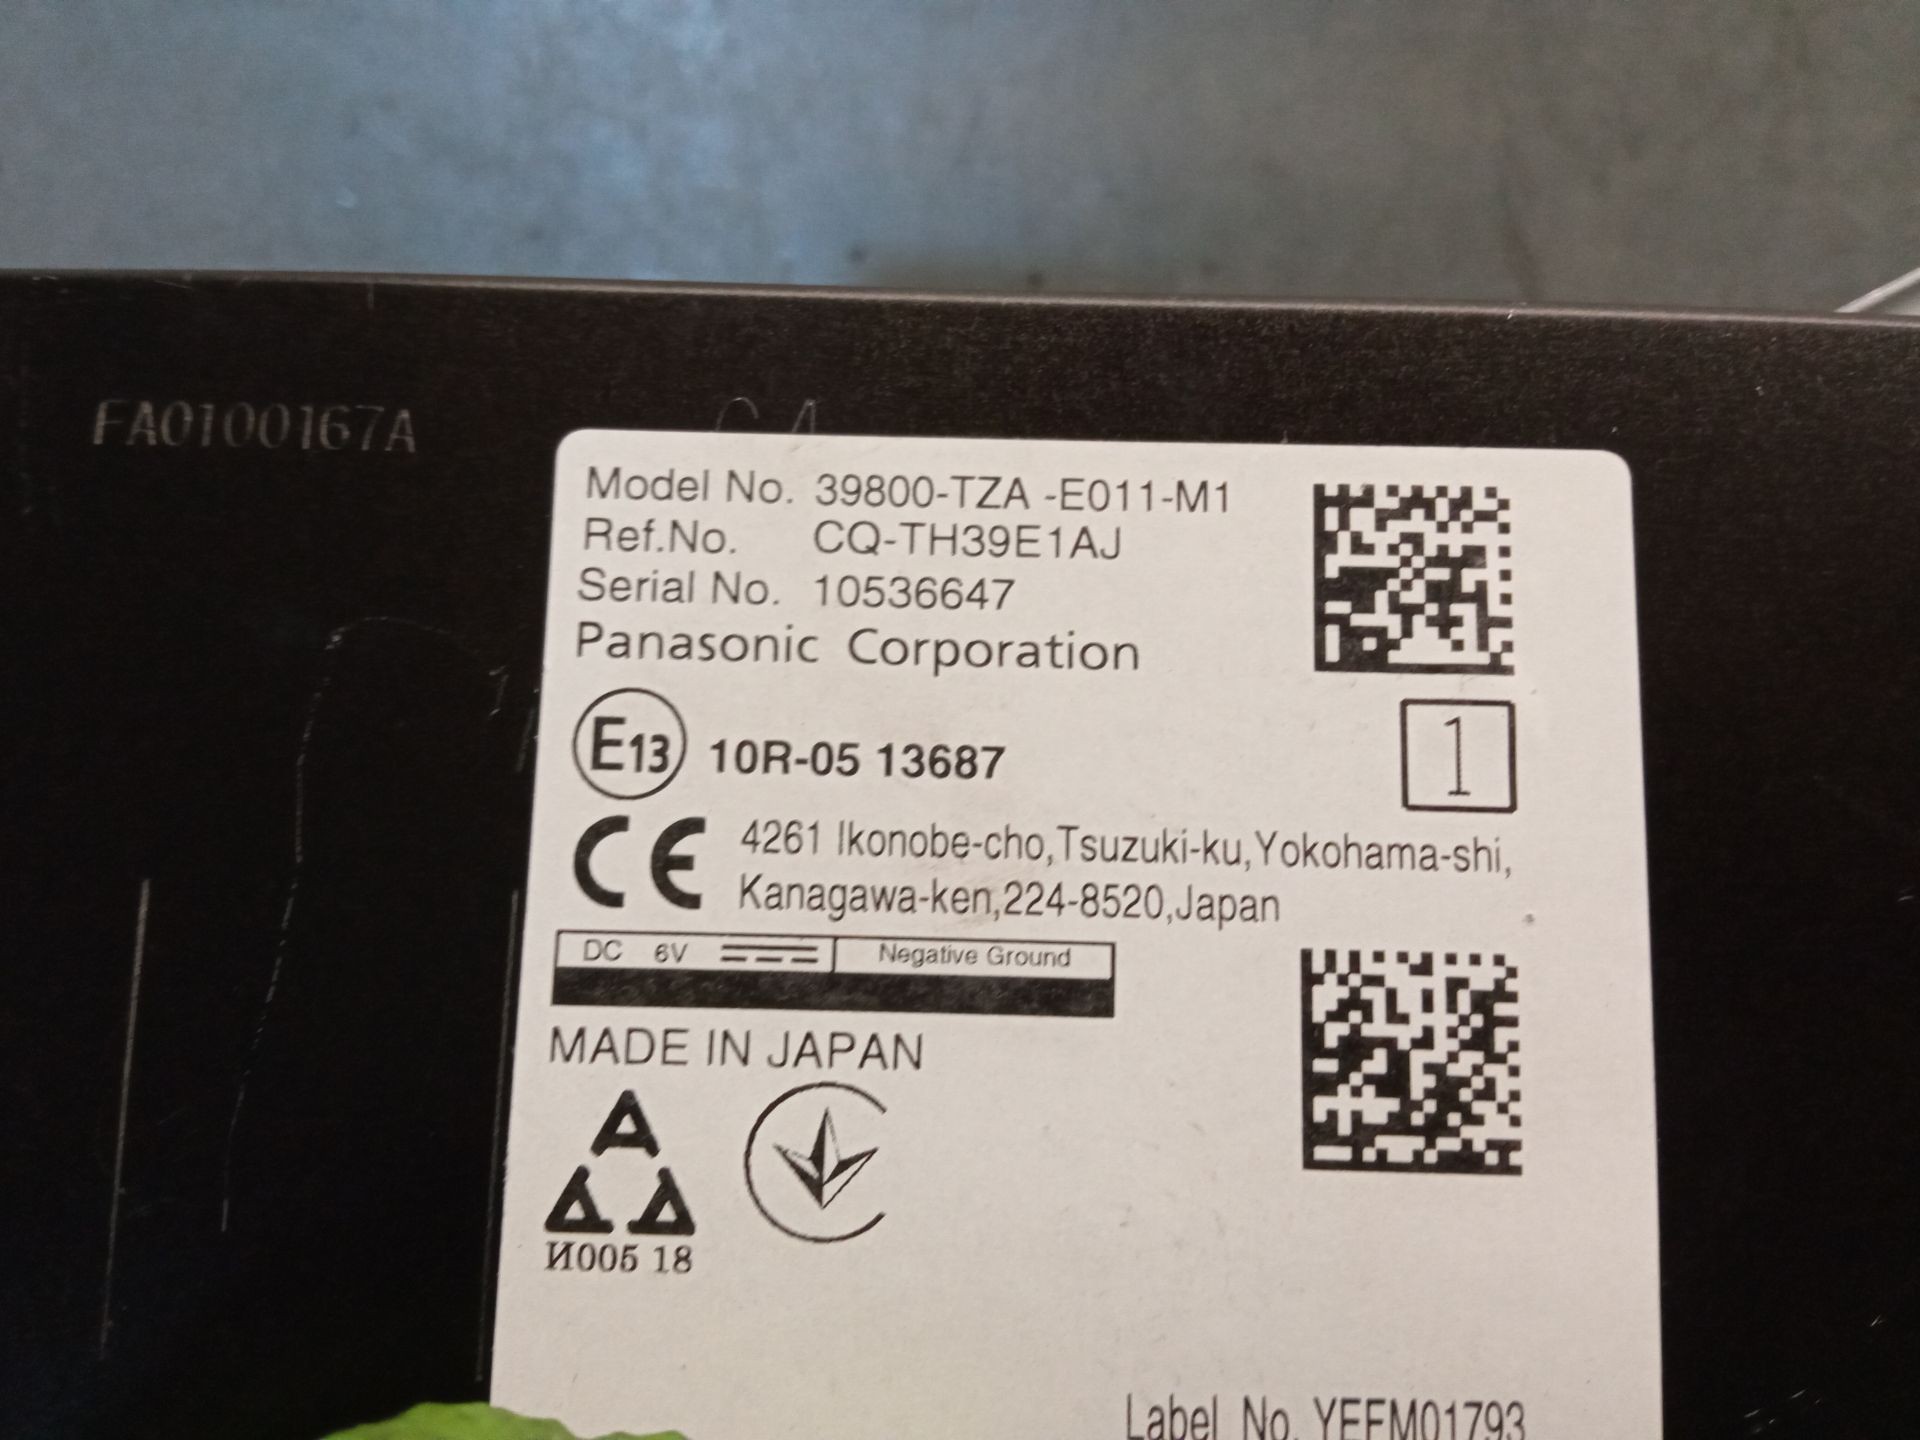 FA0100167A
Model No. 39800-TZA -E011-M1
Ref.No. CQ-TH39E1AJ
Serial No. 10536647
Panasonic Corporation
E13 10R-05 13687
1
CE 4261 Ikonobe-cho,Tsuzuki-ku,Yokohama-shi,
Kanagawa-ken,224-8520,Japan
DC 6V Negative Ground
MADE IN JAPAN
И005 18
Label No. YEFM01793